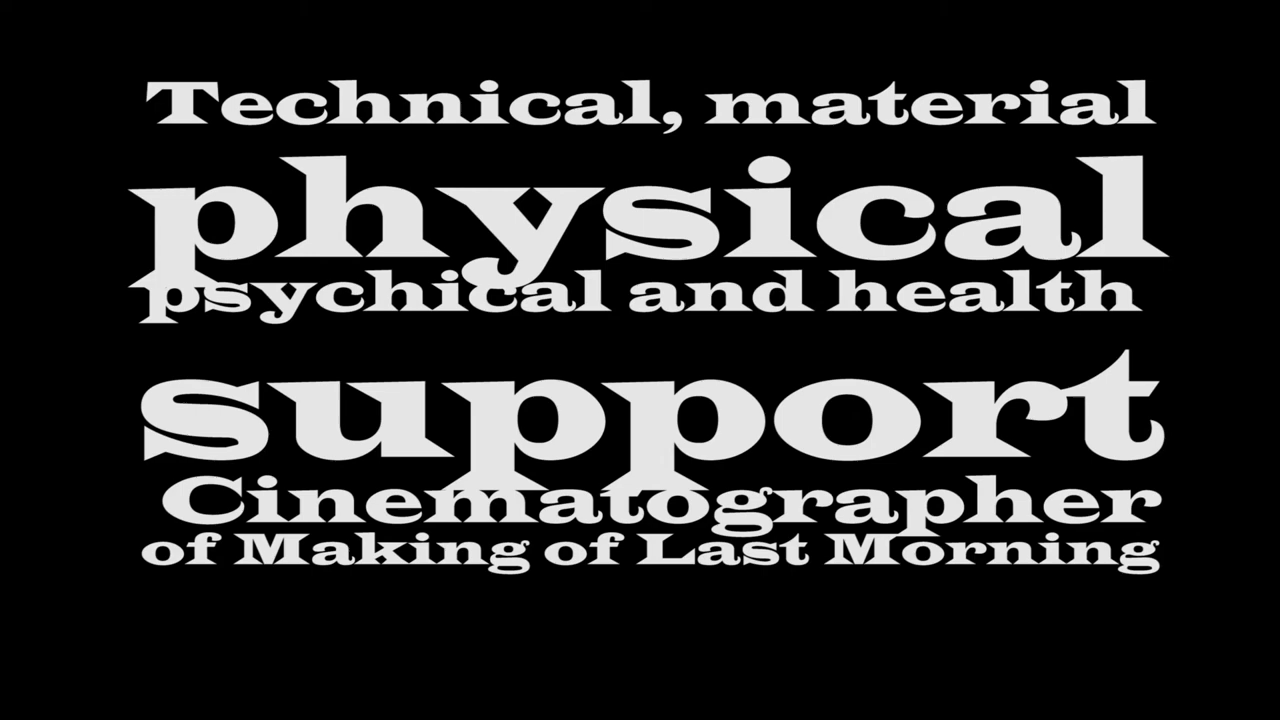 Technical, material
physical
psychical and health
support
Cinematographer
of Making of Last Morning